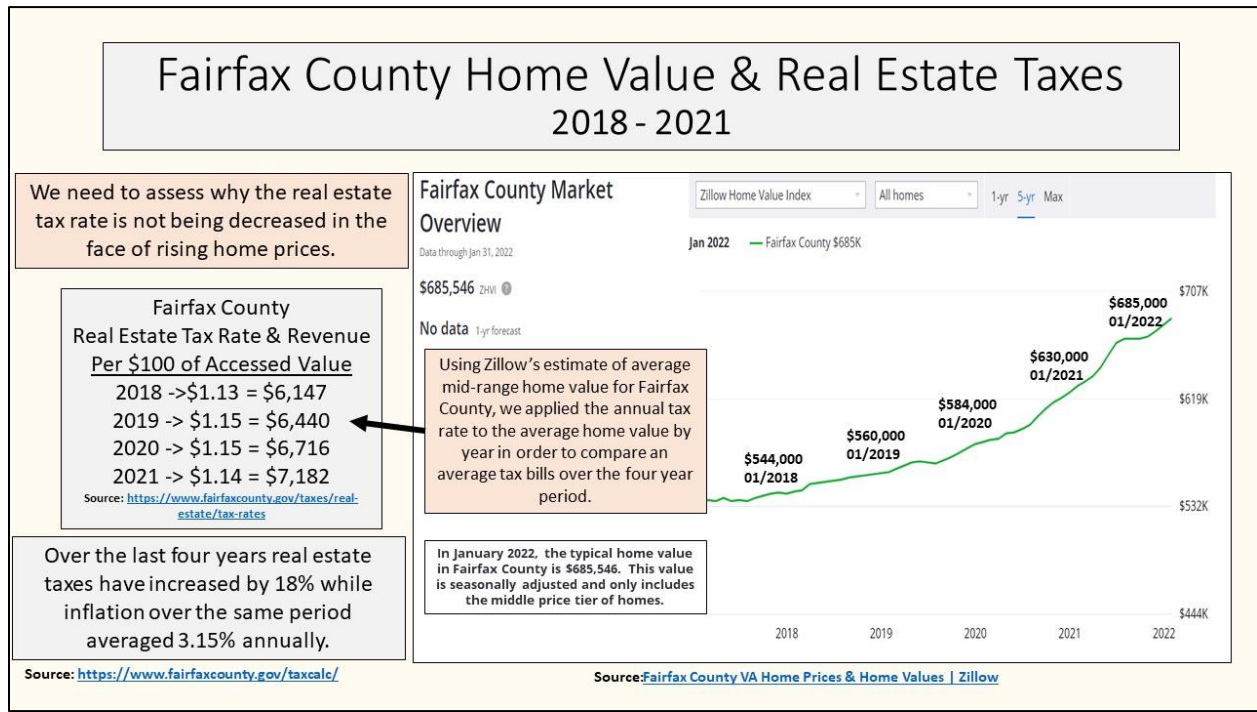 Fairfax County Home Value & Real Estate Taxes
2018 - 2021
We need to assess why the real estate
tax rate is not being decreased in the
face of rising home prices.
Fairfax County
Real Estate Tax Rate & Revenue
Per $100 of Accessed Value
2018 ->$1.13 = $6,147
2019 -> $1.15 = $6,440
2020 -> $1.15 = $6,716
2021 -> $1.14 = $7,182
Source: https://www.fairfaxcounty.gov/taxes/real-
estate/tax-rates
Over the last four years real estate
taxes have increased by 18% while
inflation over the same period
averaged 3.15% annually.
Source: https://www.fairfaxcounty.gov/taxcalc/
Fairfax County Market
Overview
Data through Jan 31, 2022
$685,546 ZHVI ?
No data 1-yr forecast
Using Zillow's estimate of average
mid-range home value for Fairfax
County, we applied the annual tax
rate to the average home value by
year in order to compare an
average tax bills over the four year
period.
In January 2022, the typical home value
in Fairfax County is $685,546. This value
is seasonally adjusted and only includes
the middle price tier of homes.
Zillow Home Value Index All homes 1-yr 5-yr Max
Jan 2022 Fairfax County $685K
$707K
$685,000
01/2022
$630,000
01/2021
$619K
$584,000
01/2020
$560,000
01/2019
$544,000
01/2018
$532K
$444K
2018 2019 2020 2021 2022
Source:Fairfax County VA Home Prices & Home Values | Zillow